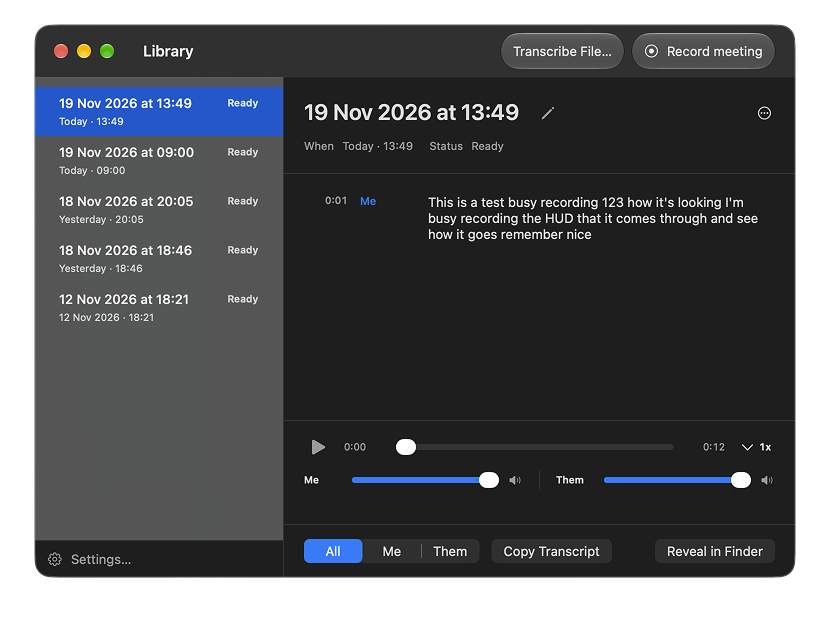 Library
Transcribe File...
Record meeting
19 Nov 2026 at 13:49
Ready
Today · 13:49
19 Nov 2026 at 09:00
Ready
Today · 09:00
18 Nov 2026 at 20:05
Ready
Yesterday · 20:05
18 Nov 2026 at 18:46
Ready
Yesterday · 18:46
12 Nov 2026 at 18:21
Ready
12 Nov 2026 · 18:21
Settings...
19 Nov 2026 at 13:49
When Today · 13:49 Status Ready
0:01 Me
This is a test busy recording 123 how it's looking I'm
busy recording the HUD that it comes through and see
how it goes remember nice
0:00
0:12
1x
Me
Them
All
Me
Them
Copy Transcript
Reveal in Finder